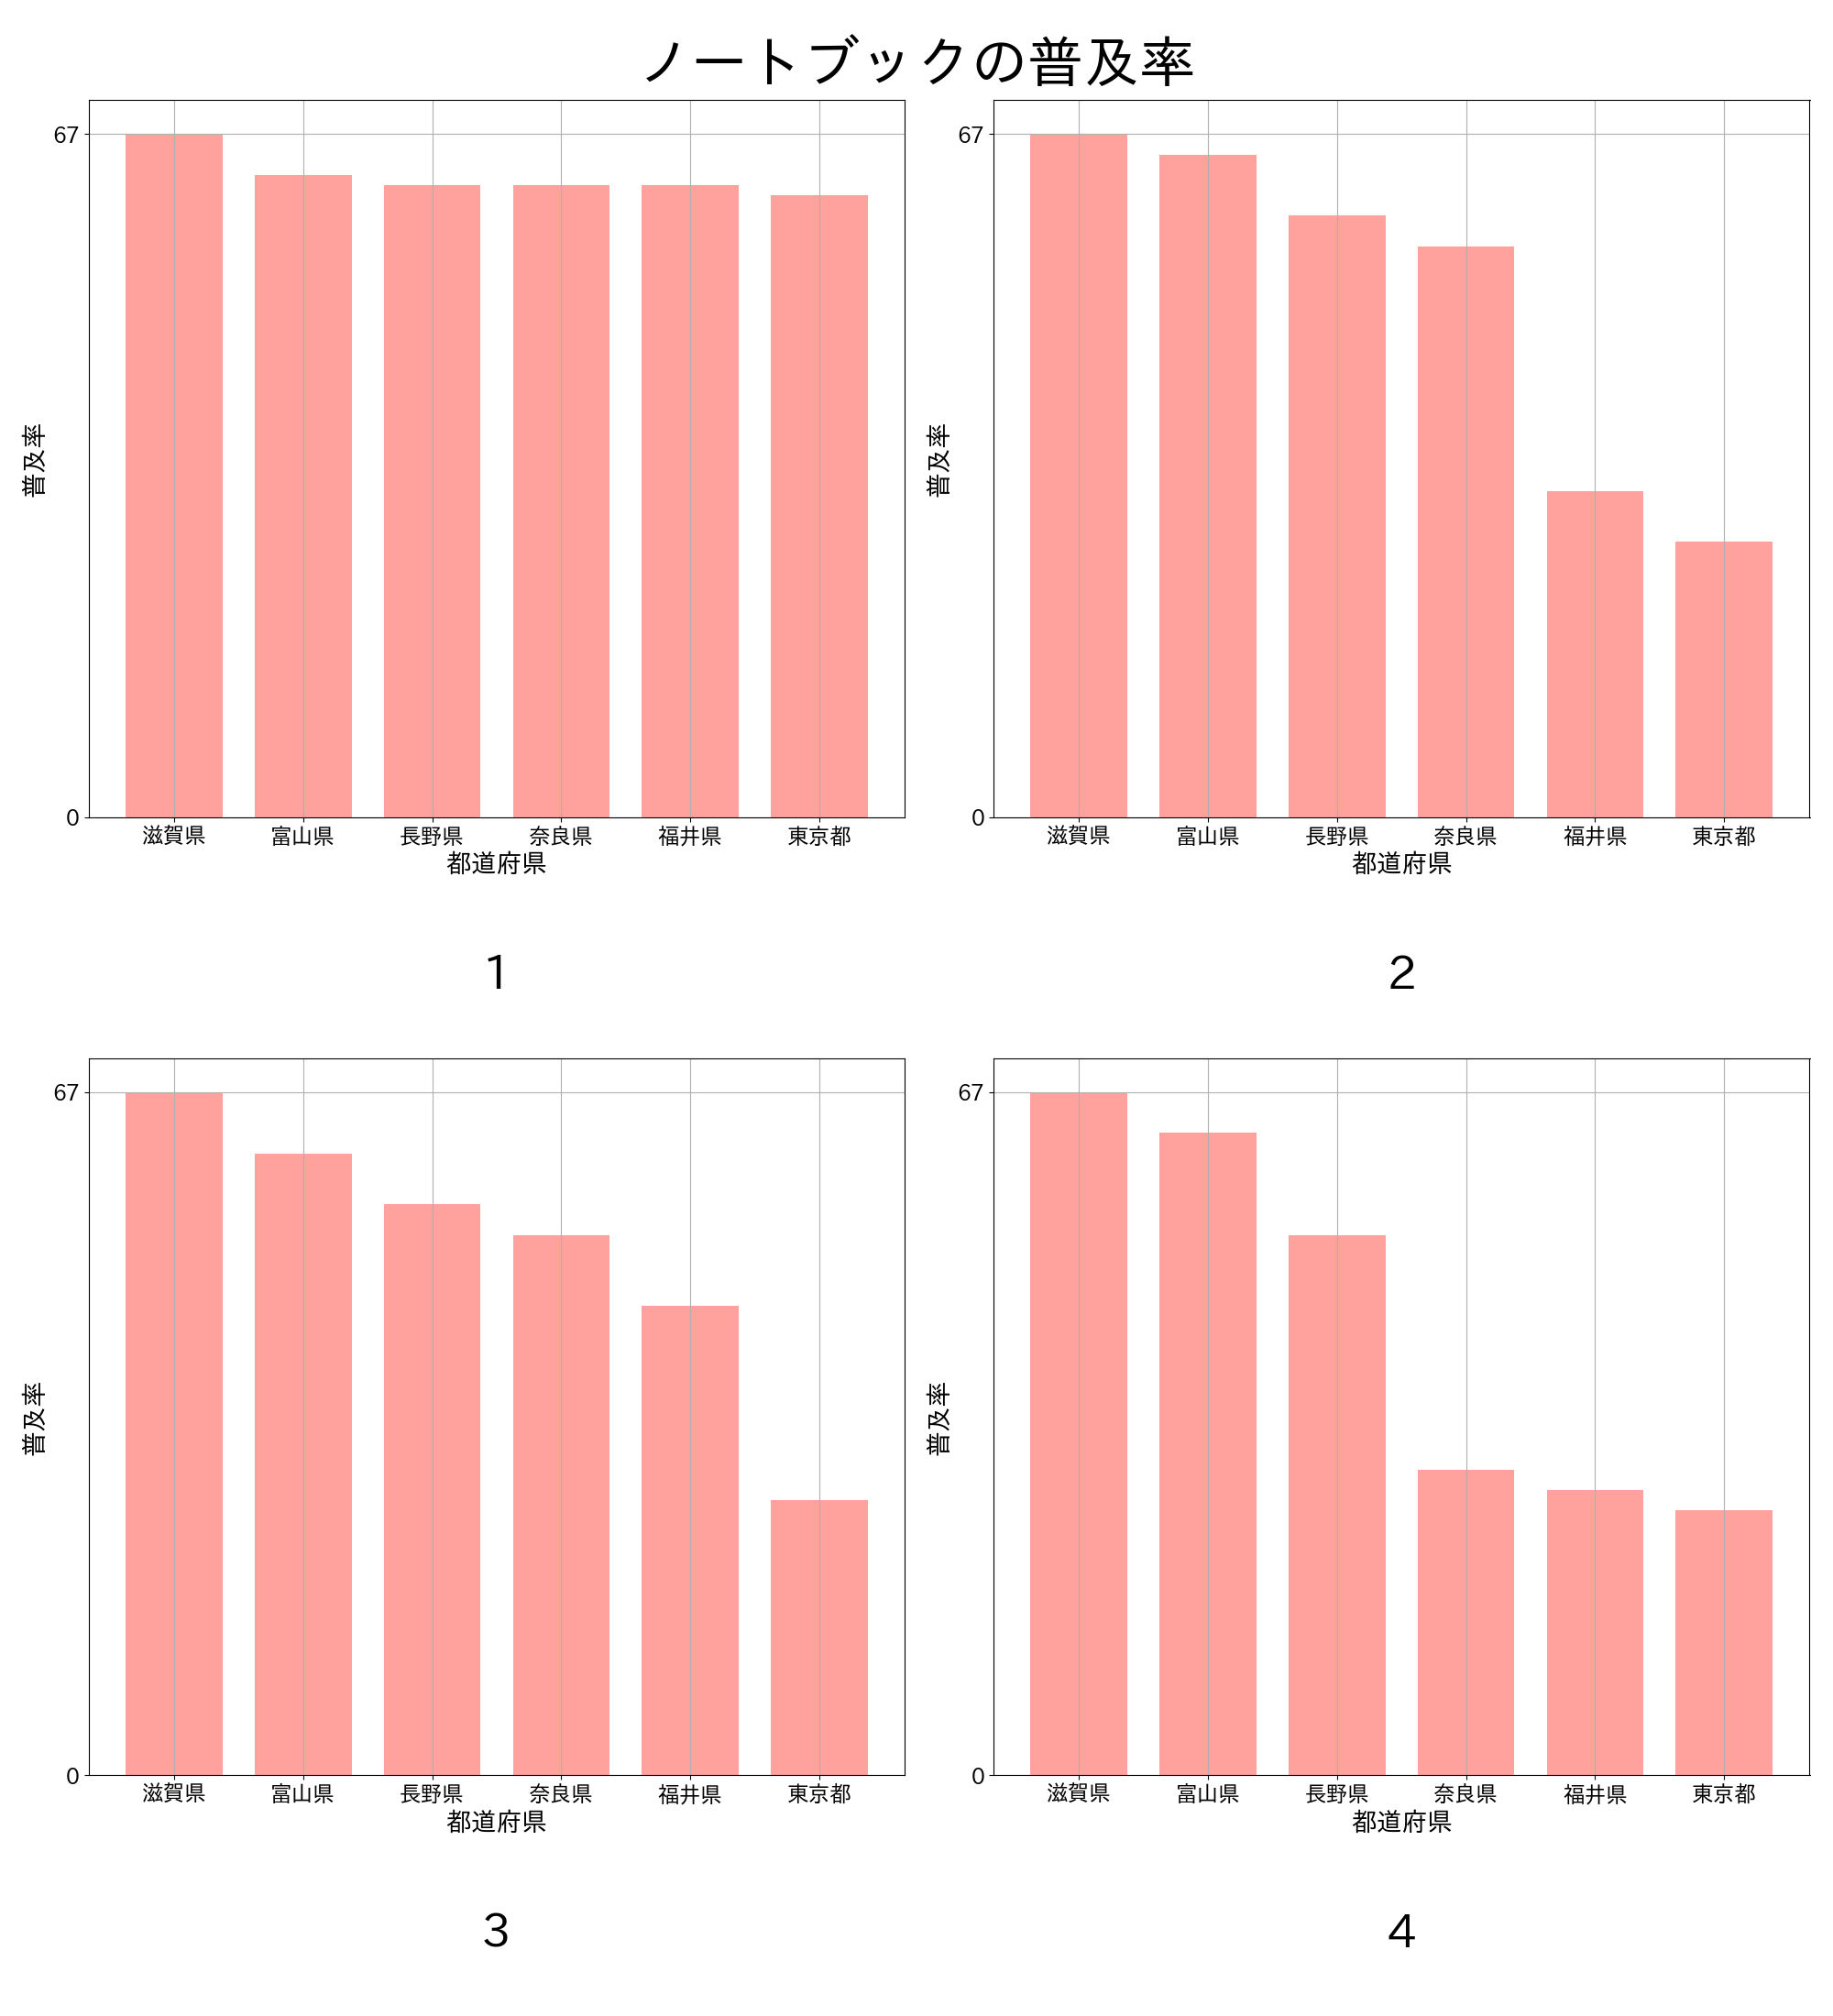 ノートブックの普及率
67
0
普及率
滋賀県 富山県 長野県 奈良県 福井県 東京都
都道府県
1
67
0
普及率
滋賀県 富山県 長野県 奈良県 福井県 東京都
都道府県
2
67
0
普及率
滋賀県 富山県 長野県 奈良県 福井県 東京都
都道府県
3
67
0
普及率
滋賀県 富山県 長野県 奈良県 福井県 東京都
都道府県
4